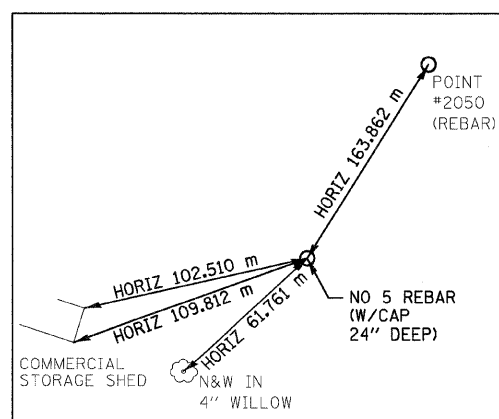 POINT
#2050
(REBAR)
HORIZ 163.862 m
HORIZ 102.510 m
HORIZ 109.812 m
HORIZ 61.761 m
NO 5 REBAR
(W/CAP
24" DEEP)
COMMERCIAL
STORAGE SHED
N&W IN
4" WILLOW